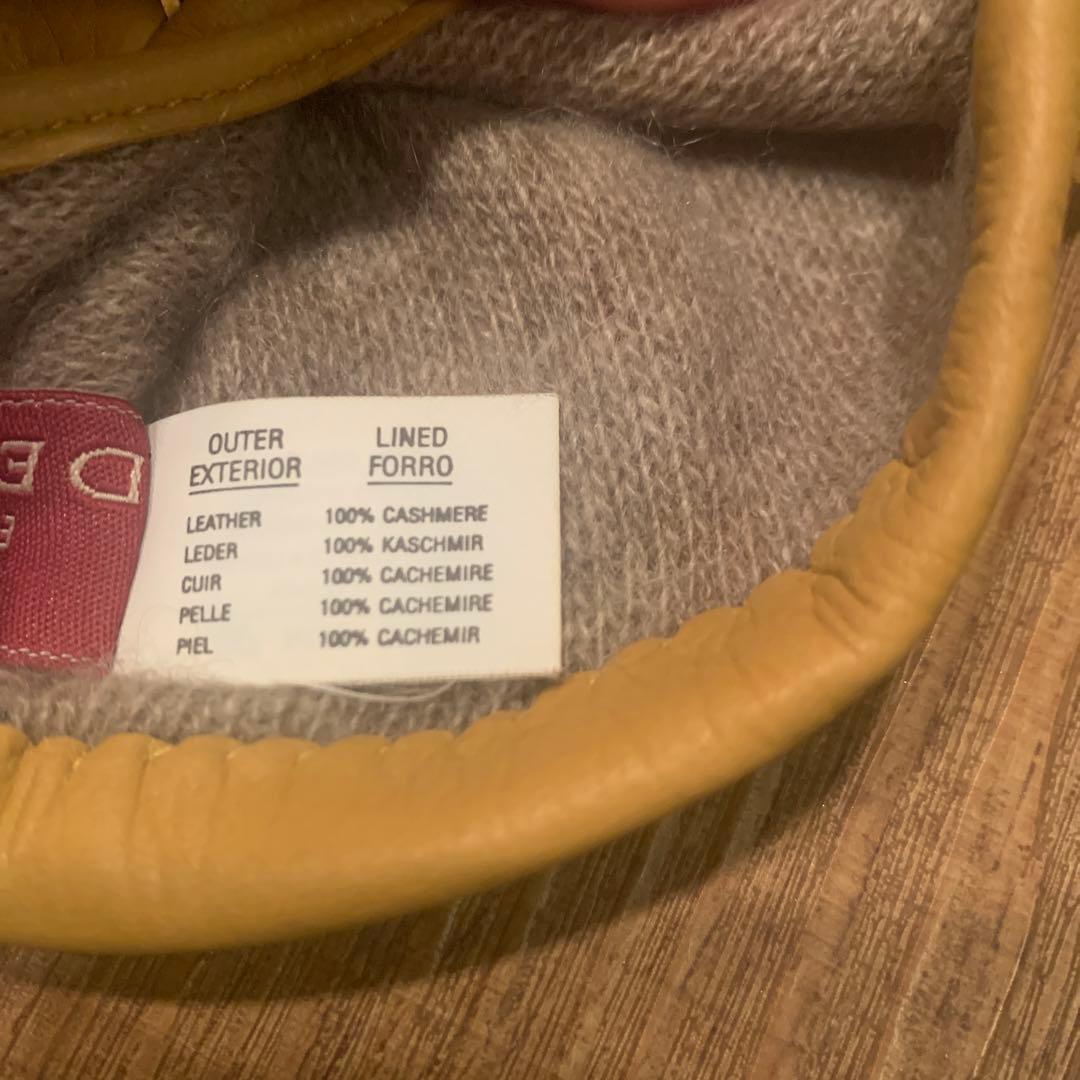 OUTER LINED
EXTERIOR FORRO
LEATHER 100% CASHMERE
LEDER 100% KASCHMIR
CUIR 100% CACHEMIRE
PELLE 100% CACHEMIRE
PIEL 100% CACHEMIR